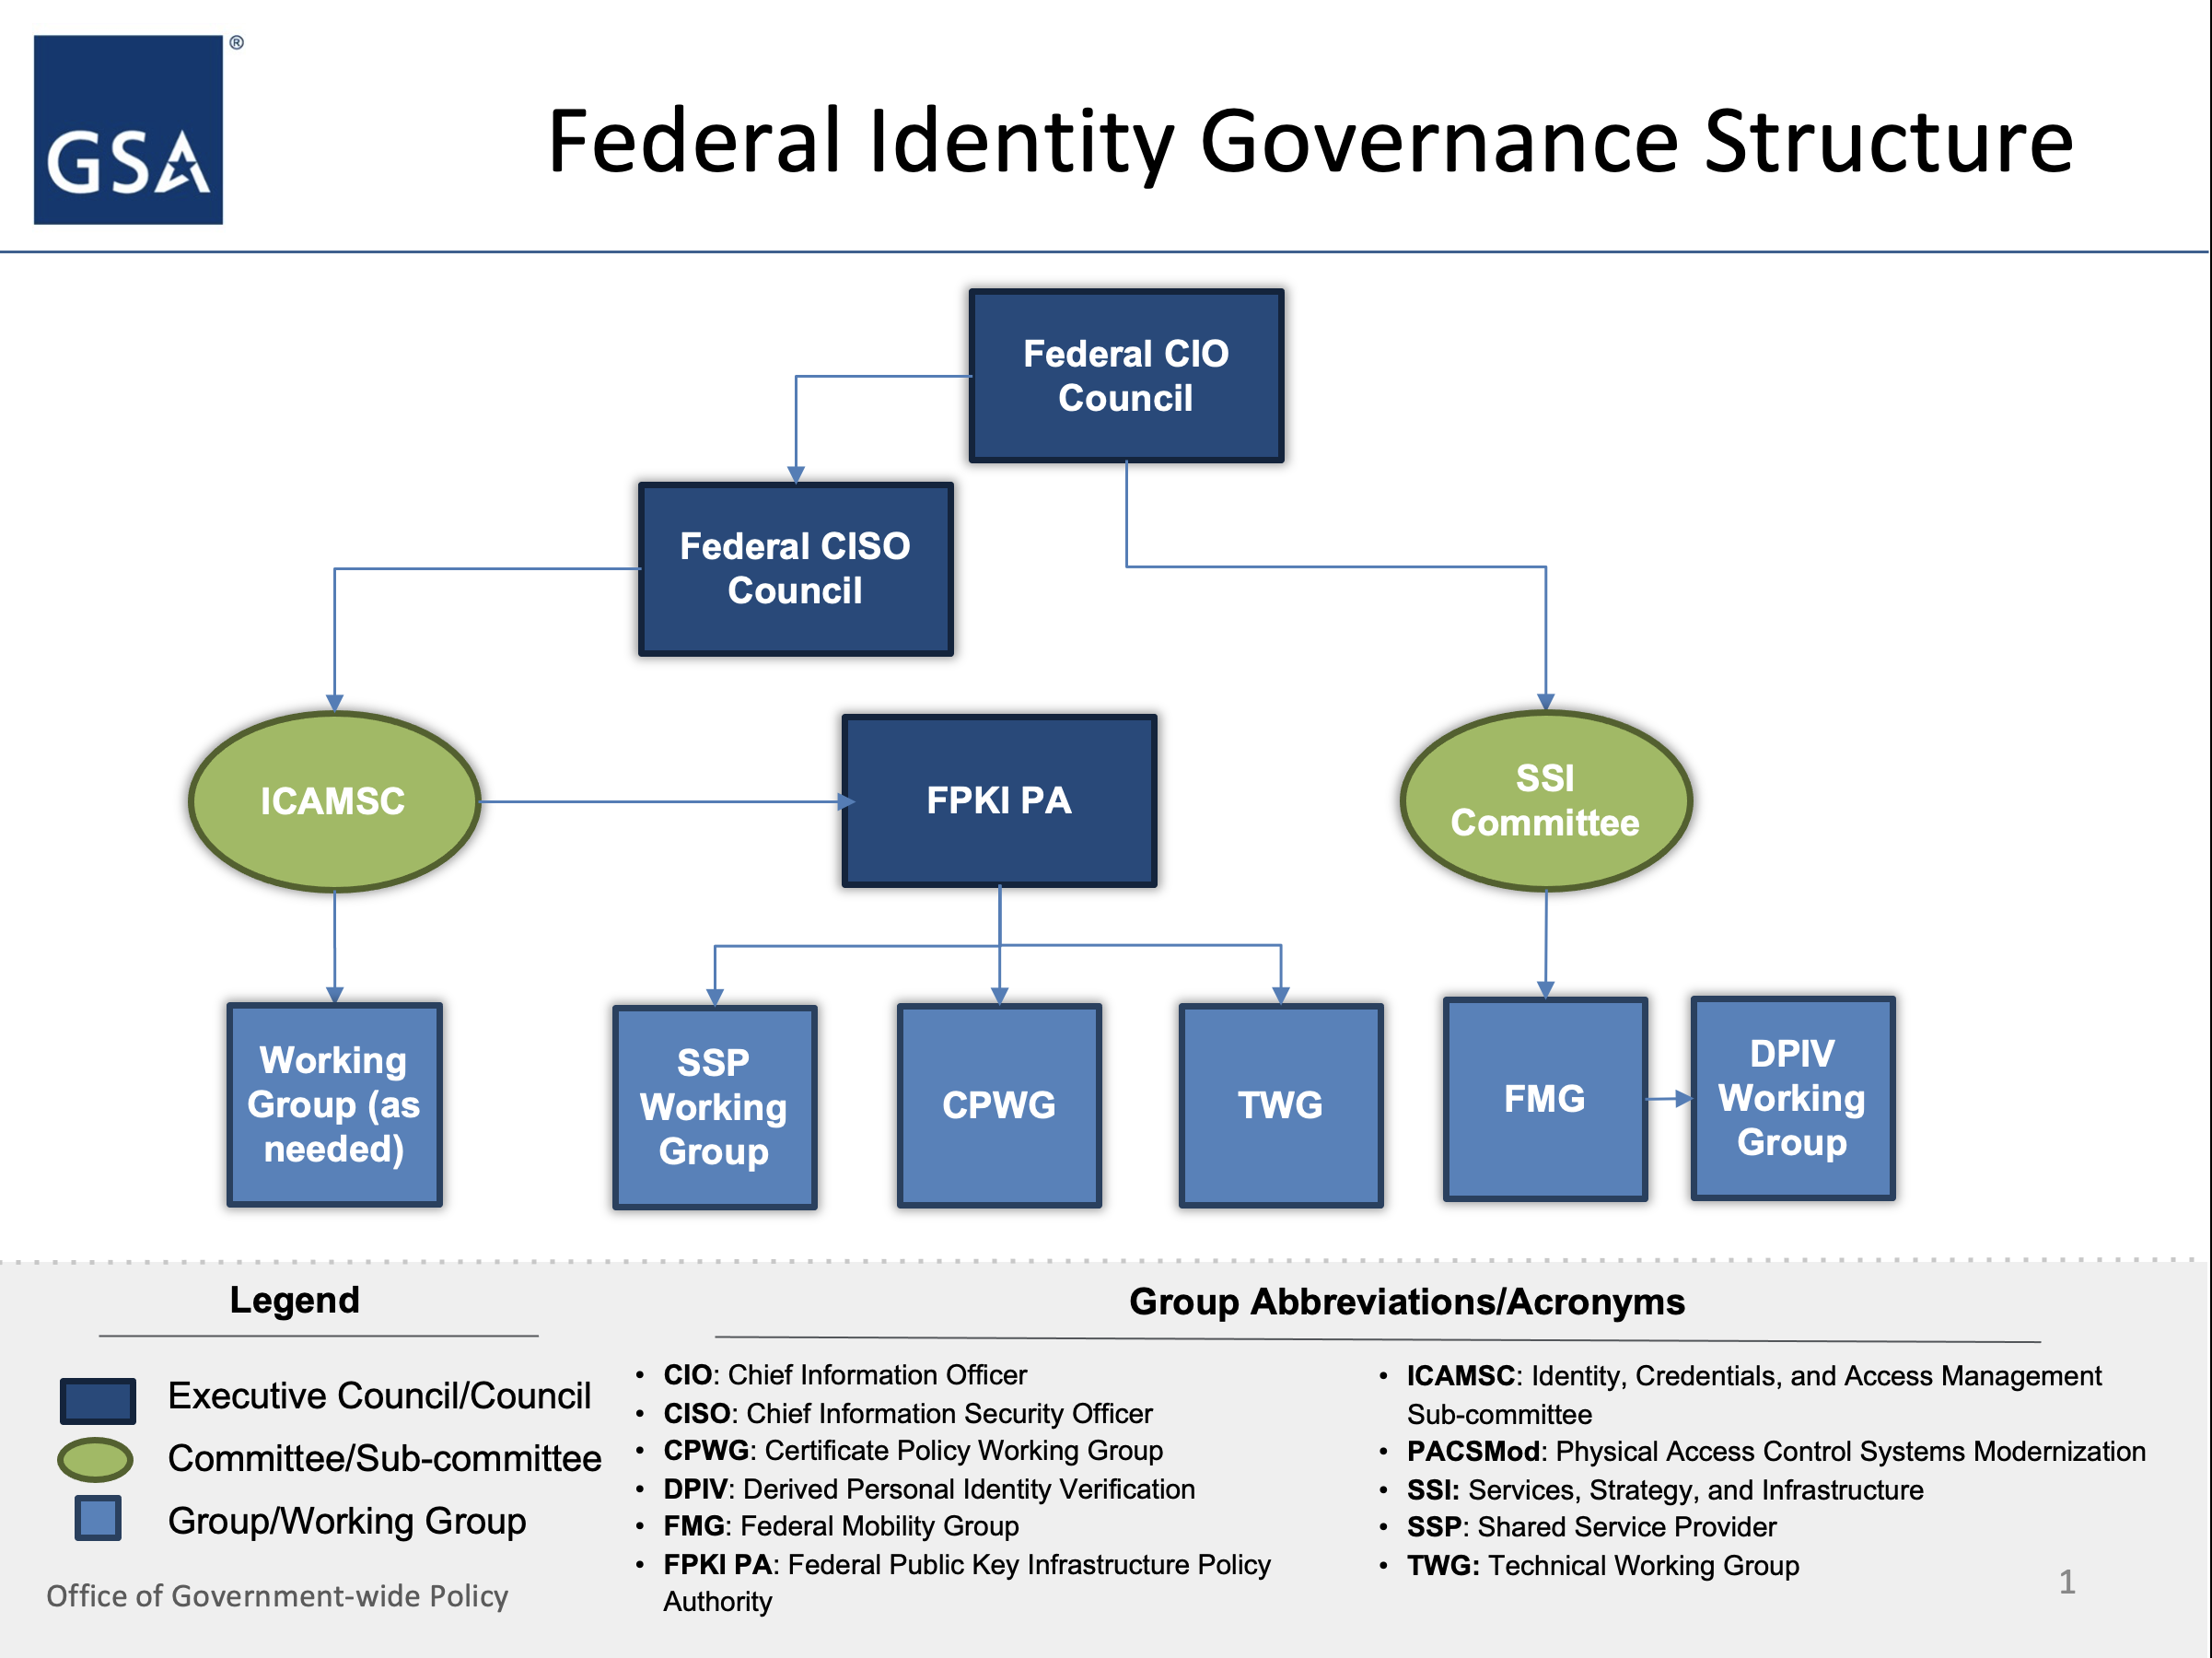 GSA
®
Federal Identity Governance Structure
Federal CIO
Council
Federal CISO
Council
ICAMSC
FPKI PA
SSI
Committee
Working
Group (as
needed)
SSP
Working
Group
CPWG
TWG
FMG
DPIV
Working
Group
Legend
Executive Council/Council
Committee/Sub-committee
Group/Working Group
Office of Government-wide Policy
Group Abbreviations/Acronyms
• CIO: Chief Information Officer
• CISO: Chief Information Security Officer
• CPWG: Certificate Policy Working Group
• DPIV: Derived Personal Identity Verification
• FMG: Federal Mobility Group
• FPKI PA: Federal Public Key Infrastructure Policy
Authority
• ICAMSC: Identity, Credentials, and Access Management
Sub-committee
• PACSMod: Physical Access Control Systems Modernization
• SSI: Services, Strategy, and Infrastructure
• SSP: Shared Service Provider
• TWG: Technical Working Group
1